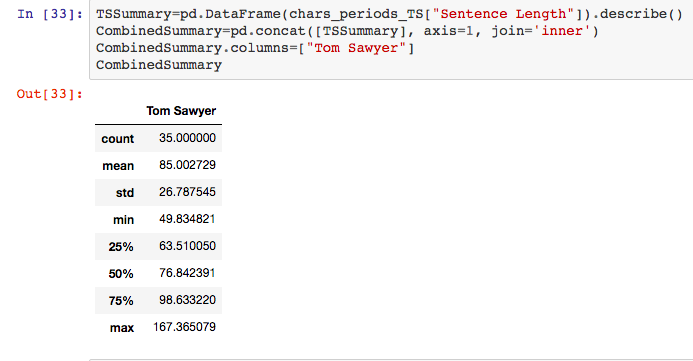 In [33]: TSSummary=pd.DataFrame(chars_periods_TS["Sentence Length"]).describe()
CombinedSummary=pd.concat([TSSummary], axis=1, join='inner')
CombinedSummary.columns=["Tom Sawyer"]
CombinedSummary
Out[33]:
Tom Sawyer
count 35.000000
mean 85.002729
std 26.787545
min 49.834821
25% 63.510050
50% 76.842391
75% 98.633220
max 167.365079